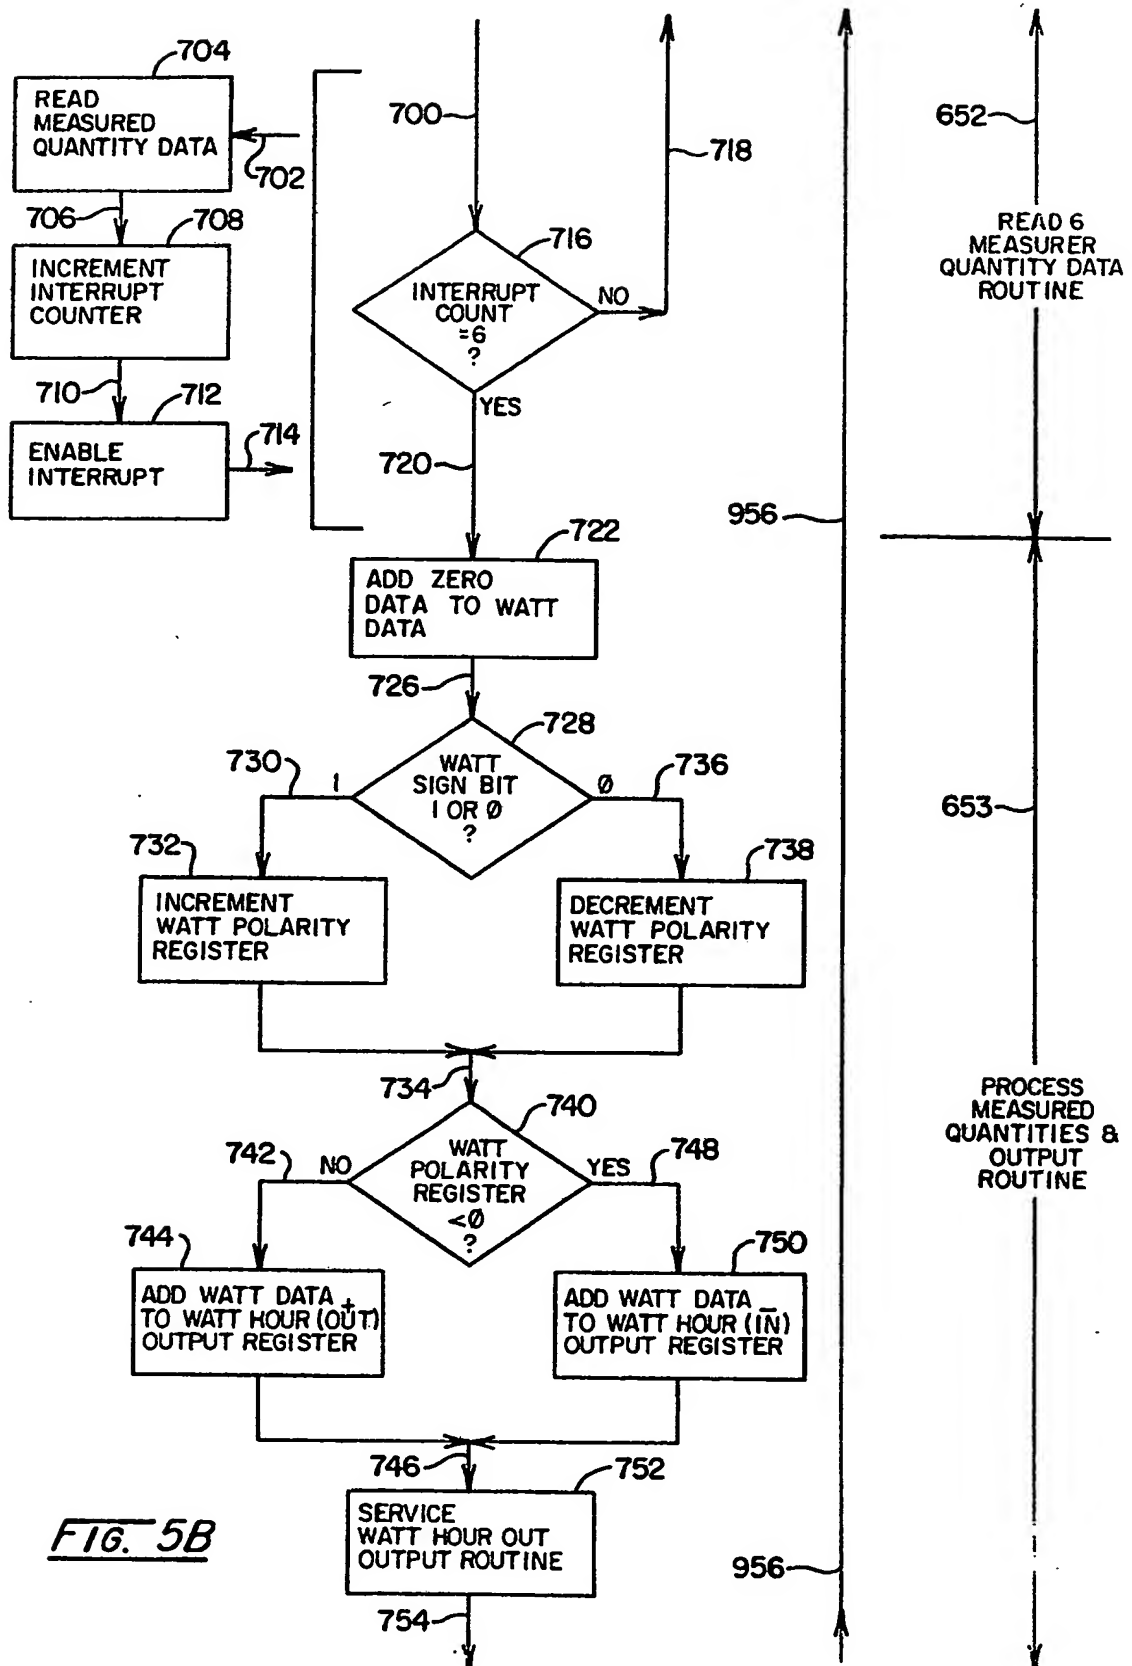 704
READ
MEASURED
QUANTITY DATA
702
706
708
INCREMENT
INTERRUPT
COUNTER
710
712
ENABLE
INTERRUPT
714
700
718
716
INTERRUPT
COUNT
=6
?
NO
YES
720
722
ADD ZERO
DATA TO WATT
DATA
726
728
WATT
SIGN BIT
1 OR Ø
?
730
1
Ø
736
732
INCREMENT
WATT POLARITY
REGISTER
738
DECREMENT
WATT POLARITY
REGISTER
734
740
WATT
POLARITY
REGISTER
<Ø
?
742
NO
YES
748
744
ADD WATT DATA
+
TO WATT HOUR (OUT)
OUTPUT REGISTER
750
ADD WATT DATA
−
TO WATT HOUR (IN)
OUTPUT REGISTER
746
752
SERVICE
WATT HOUR OUT
OUTPUT ROUTINE
754
956
956
652
READ 6
MEASURER
QUANTITY DATA
ROUTINE
653
PROCESS
MEASURED
QUANTITIES &
OUTPUT
ROUTINE
FIG. 5B